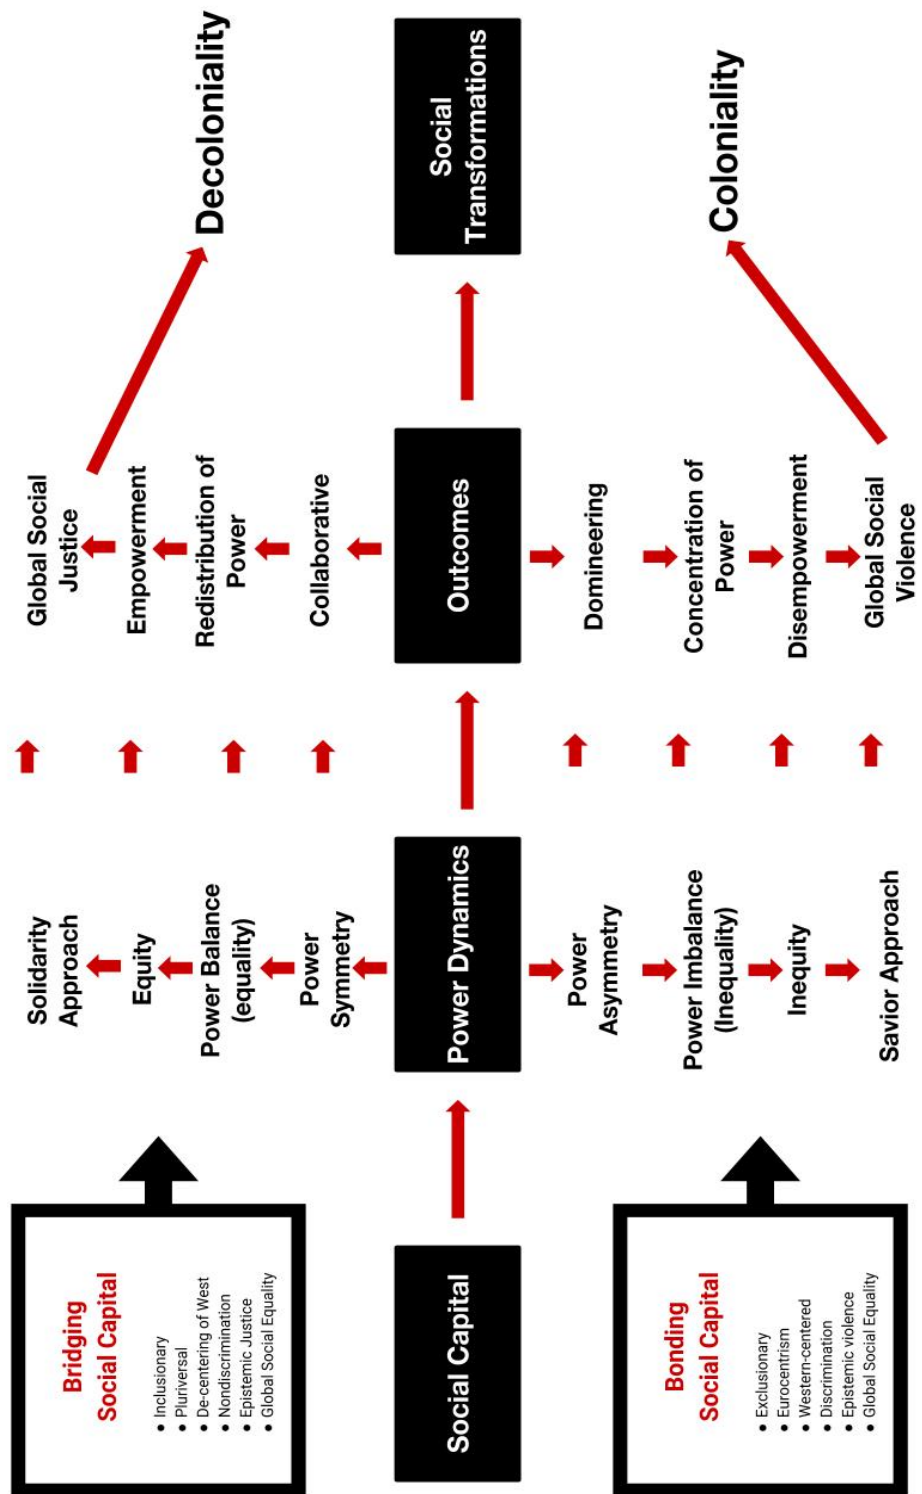 Bridging
Social Capital
• Inclusionary
• Pluriversal
• De-centering of West
• Nondiscrimination
• Epistemic Justice
• Global Social Equality
Solidarity
Approach
Equity
Power Balance
(equality)
Power
Symmetry
Global Social
Justice
Empowerment
Redistribution of
Power
Collaborative
Decoloniality
Social Capital
Power Dynamics
Outcomes
Social
Transformations
Bonding
Social Capital
• Exclusionary
• Eurocentrism
• Western-centered
• Discrimination
• Epistemic violence
• Global Social Equality
Power
Asymmetry
Power Imbalance
(Inequality)
Inequity
Savior Approach
Domineering
Concentration of
Power
Disempowerment
Global Social
Violence
Coloniality